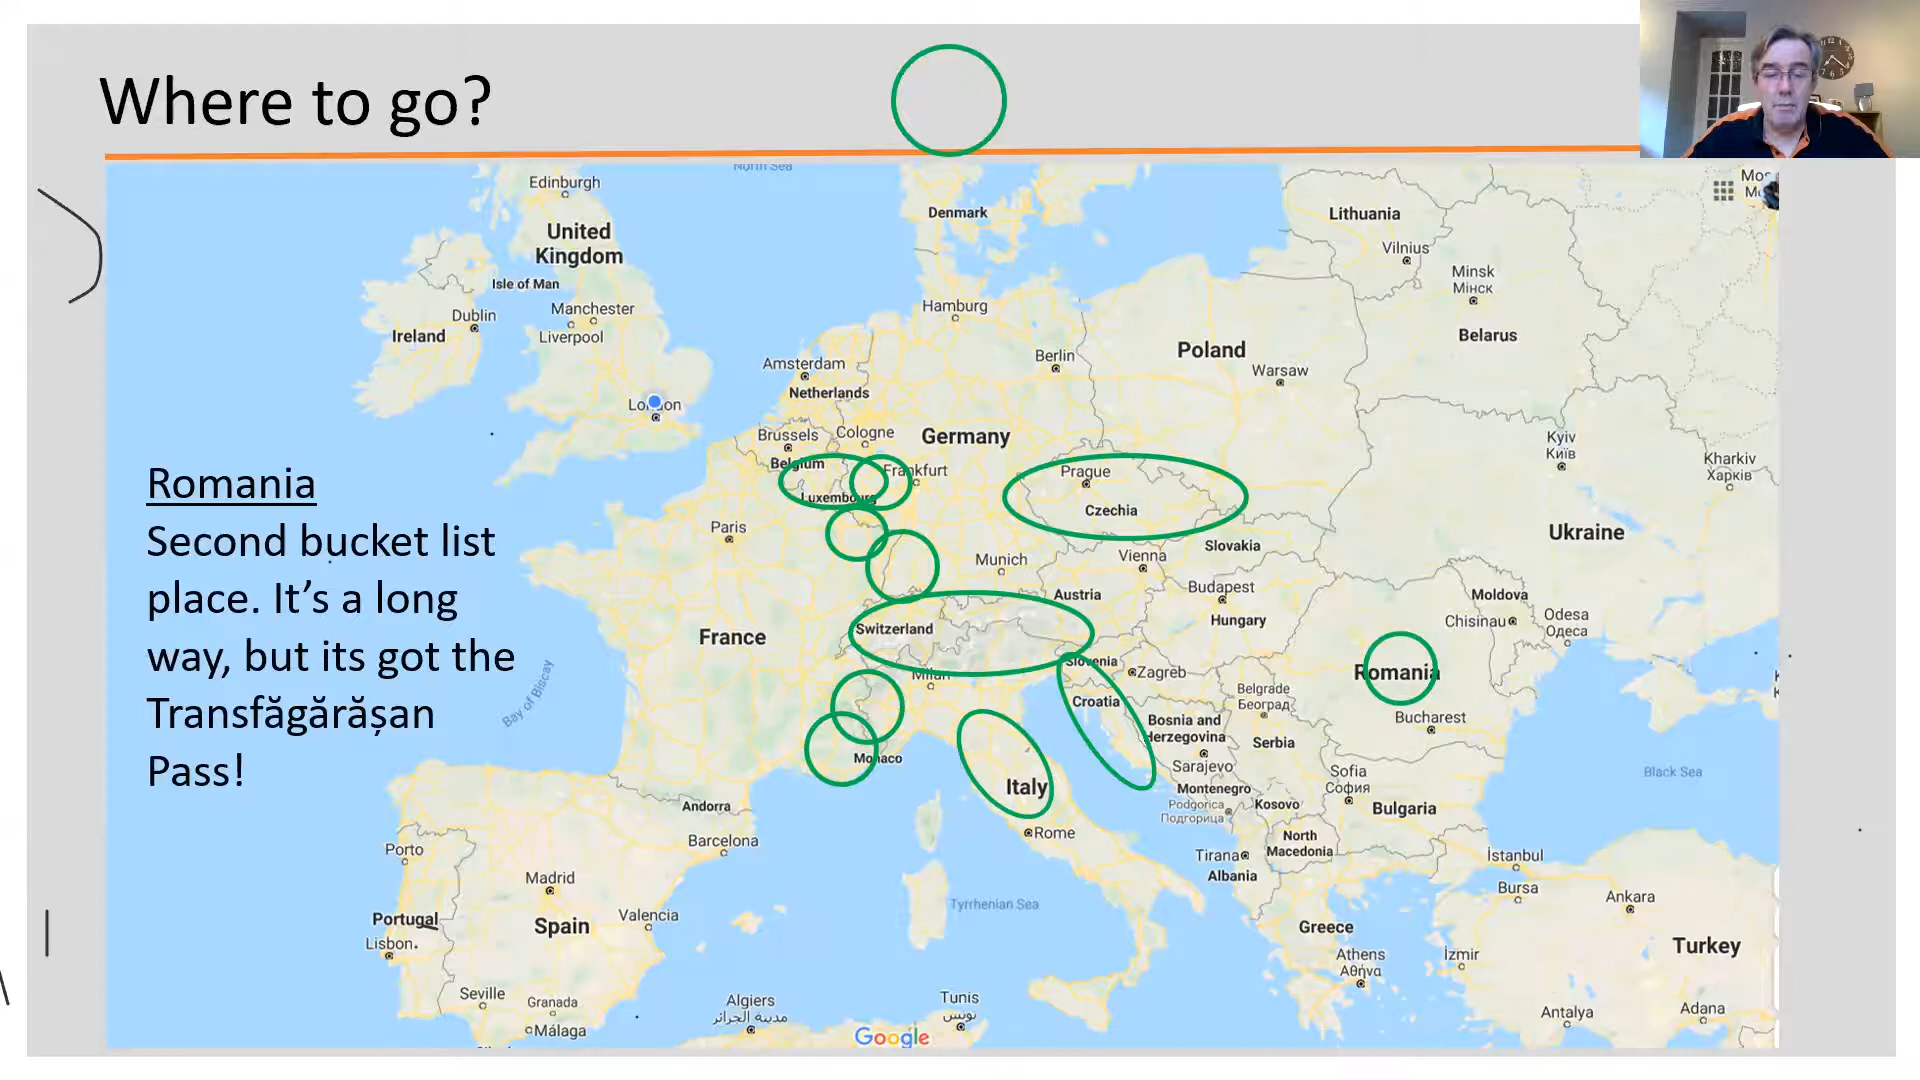 Where to go?
North Sea
Edinburgh
United
Kingdom
Isle of Man
Manchester
Dublin
Ireland
Liverpool
London
Denmark
Hamburg
Amsterdam
Netherlands
Berlin
Brussels
Cologne
Belgium
Germany
Frankfurt
Luxembourg
Lithuania
Vilnius
Minsk
Мінск
Belarus
Poland
Warsaw
Prague
Czechia
Kyiv
Київ
Kharkiv
Харків
Ukraine
Romania
Second bucket list
place. It’s a long
way, but its got the
Transfăgărășan
Pass!
Paris
France
Bay of Biscay
Munich
Vienna
Slovakia
Austria
Budapest
Hungary
Switzerland
Milan
Slovenia
Zagreb
Croatia
Moldova
Chisinau
Odesa
Одеса
Romania
Bucharest
Belgrade
Београд
Bosnia and
Herzegovina
Serbia
Sarajevo
Montenegro
Podgorica
Подгорица
Kosovo
Sofia
София
Bulgaria
Black Sea
Monaco
Italy
Rome
Andorra
Barcelona
Porto
Madrid
Portugal
Spain
Valencia
Lisbon
Seville
Granada
Málaga
Tyrrhenian Sea
North
Macedonia
Tirana
Albania
Greece
Athens
Αθήνα
İstanbul
Bursa
Ankara
Turkey
İzmir
Antalya
Adana
Algiers
مدينة الجزائر
Tunis
تونس
Google